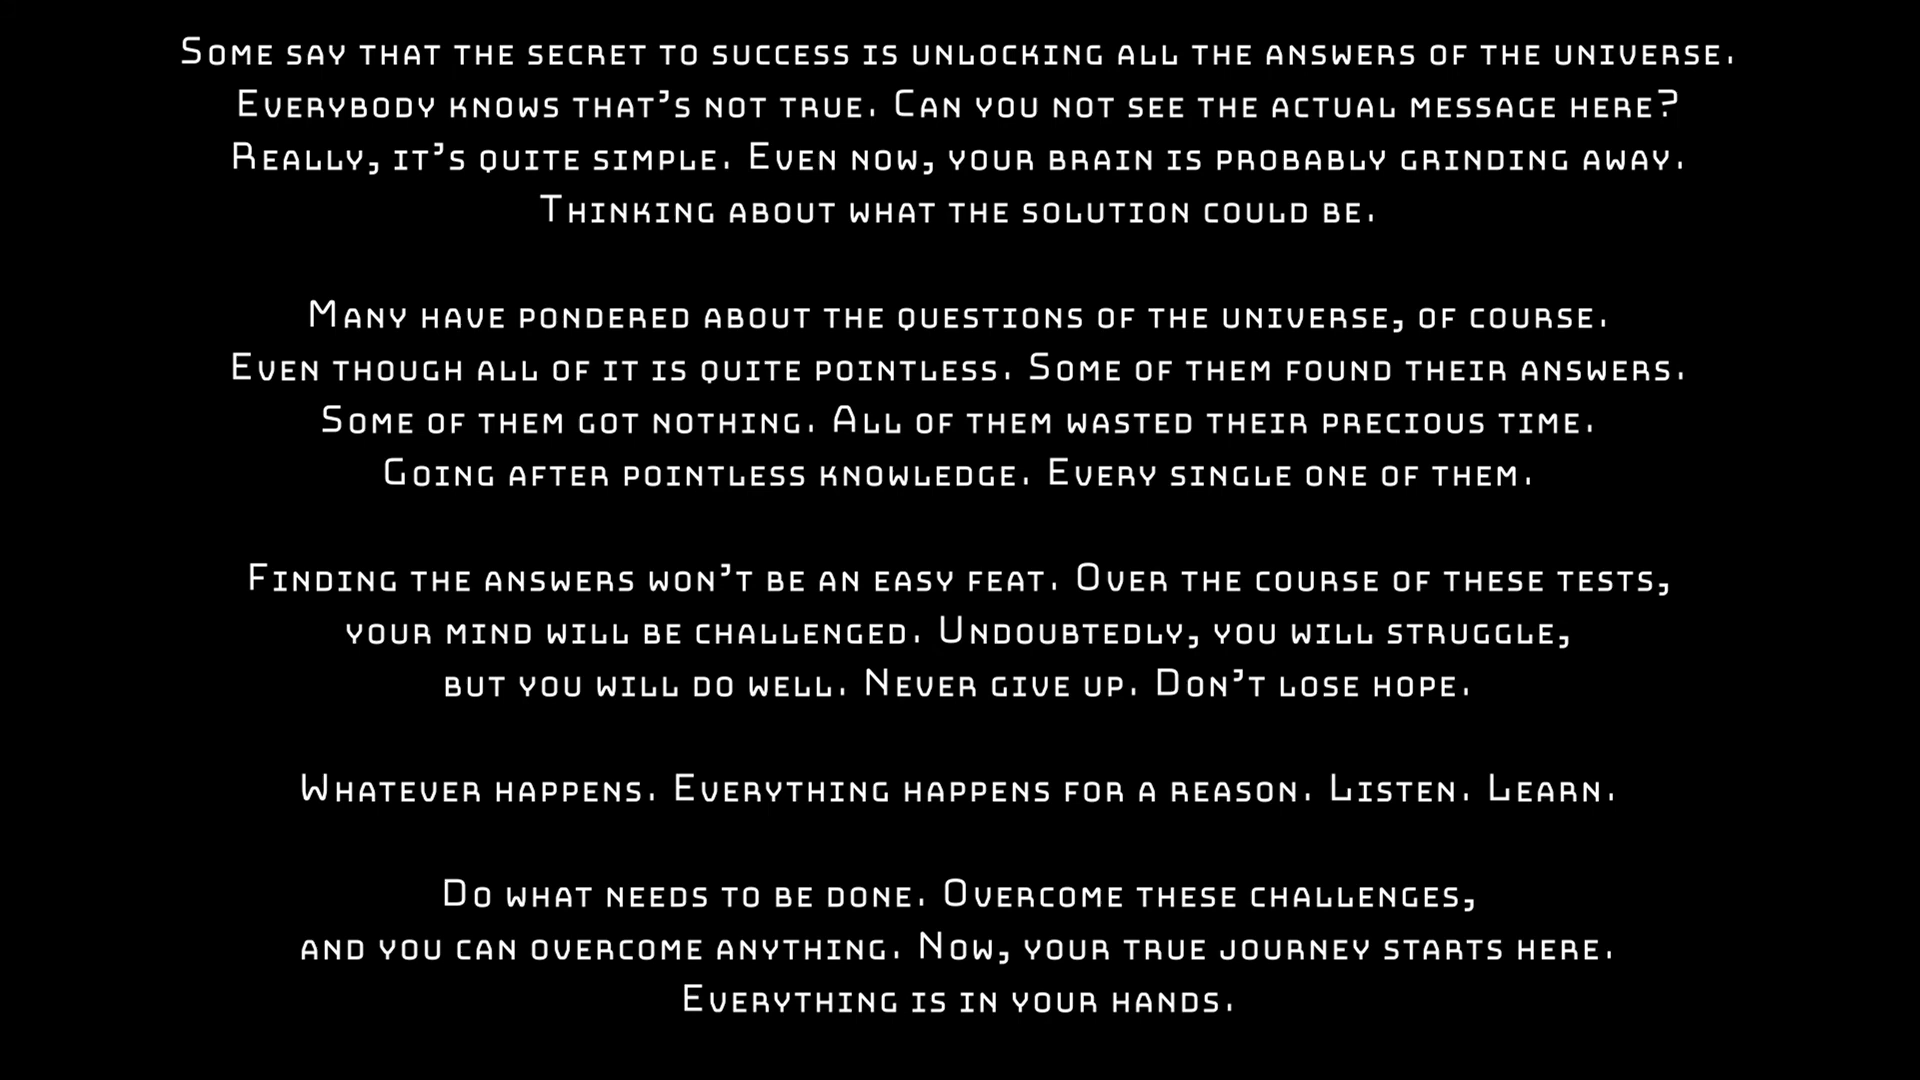 Some say that the secret to success is unlocking all the answers of the universe.
Everybody knows that's not true. Can you not see the actual message here?
Really, it's quite simple. Even now, your brain is probably grinding away.
Thinking about what the solution could be.
Many have pondered about the questions of the universe, of course.
Even though all of it is quite pointless. Some of them found their answers.
Some of them got nothing. All of them wasted their precious time.
Going after pointless knowledge. Every single one of them.
Finding the answers won't be an easy feat. Over the course of these tests,
your mind will be challenged. Undoubtedly, you will struggle,
but you will do well. Never give up. Don't lose hope.
Whatever happens. Everything happens for a reason. Listen. Learn.
Do what needs to be done. Overcome these challenges,
and you can overcome anything. Now, your true journey starts here.
Everything is in your hands.